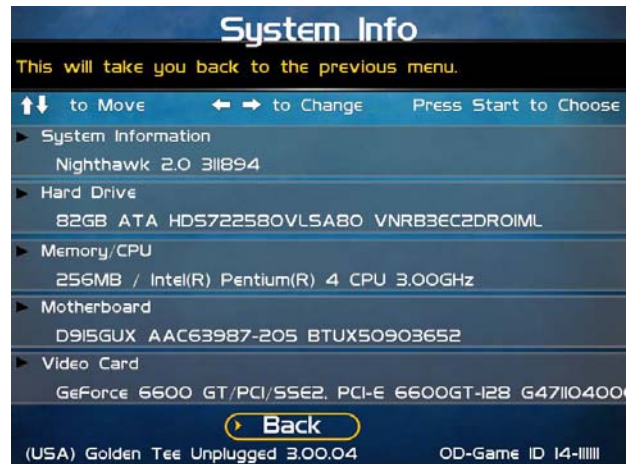 System Info
This will take you back to the previous menu.
to Move to Change Press Start to Choose
System Information
Nighthawk 2.0 311894
Hard Drive
82GB ATA HDS722580VLSA80 VNRB3EC2DR01ML
Memory/CPU
256MB / Intel(R) Pentium(R) 4 CPU 3.00GHz
Motherboard
D915GUX AAC63987-205 BTUX50903652
Video Card
GeForce 6600 GT/PCI/SSE2, PCI-E 6600GT-128 G47110400
Back
(USA) Golden Tee Unplugged 3.00.04 OD-Game ID 14-111111